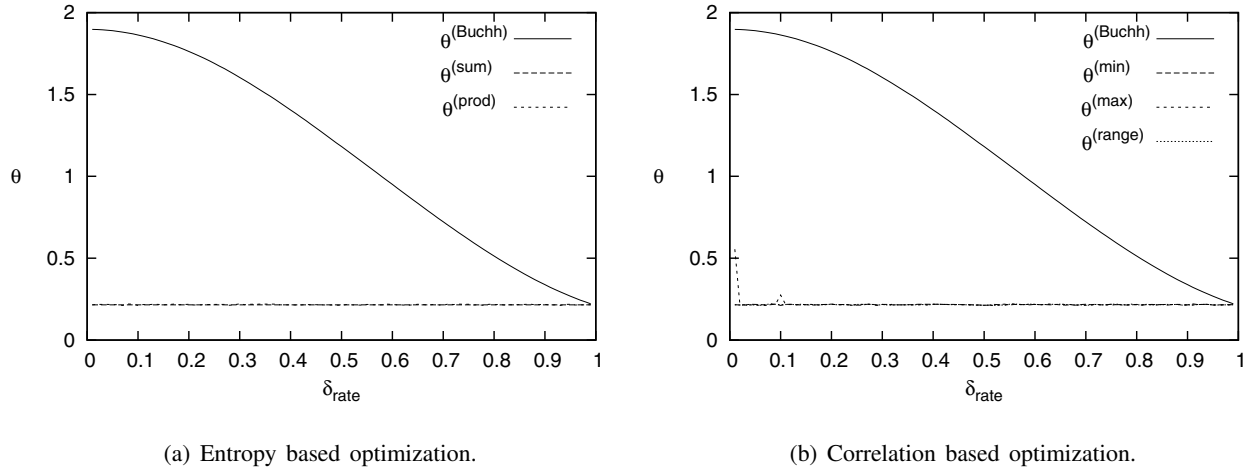 2
1.5
1
0.5
0
θ
0 0.1 0.2 0.3 0.4 0.5 0.6 0.7 0.8 0.9 1
δrate
θ(Buchh)
θ(sum)
θ(prod)
(a) Entropy based optimization.
2
1.5
1
0.5
0
θ
0 0.1 0.2 0.3 0.4 0.5 0.6 0.7 0.8 0.9 1
δrate
θ(Buchh)
θ(min)
θ(max)
θ(range)
(b) Correlation based optimization.